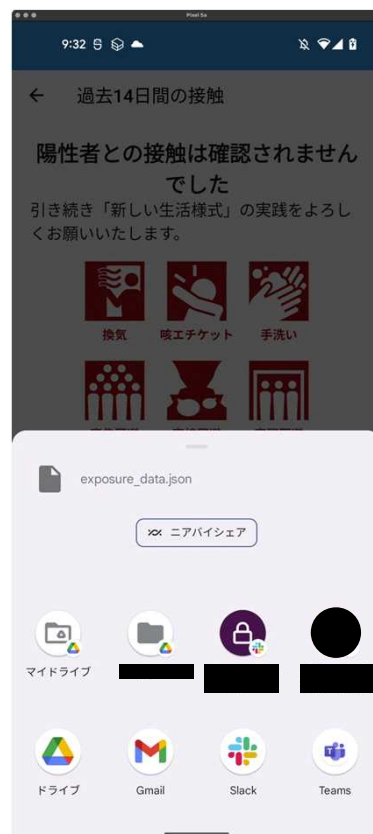 Pixel 5a
9:32
過去14日間の接触
陽性者との接触は確認されません
でした
引き続き「新しい生活様式」の実践をよろし
くお願いいたします。
換気 咳エチケット 手洗い
exposure_data.json
ニアバイシェア
マイドライブ
ドライブ Gmail Slack Teams